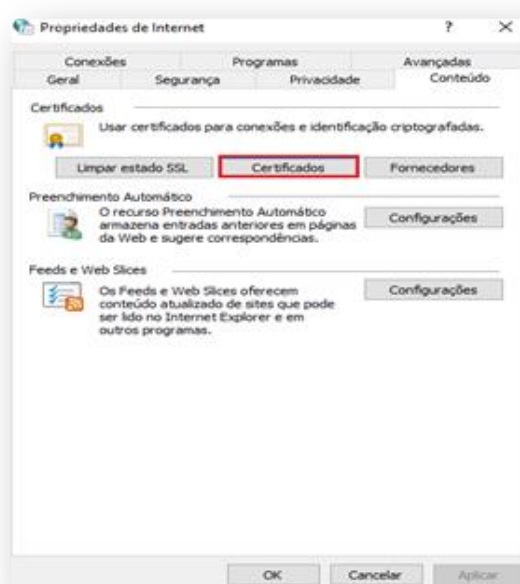 Propriedades de Internet ? ✕
Conexões Programas Avançadas
Geral Segurança Privacidade Conteúdo
Certificados
Usar certificados para conexões e identificação criptografadas.
Limpar estado SSL Certificados Fornecedores
Preenchimento Automático
O recurso Preenchimento Automático
armazena entradas anteriores em páginas
da Web e sugere correspondências.
Configurações
Feeds e Web Slices
Os Feeds e Web Slices oferecem
conteúdo atualizado de sites que pode
ser lido no Internet Explorer e em
outros programas.
Configurações
OK Cancelar Aplicar